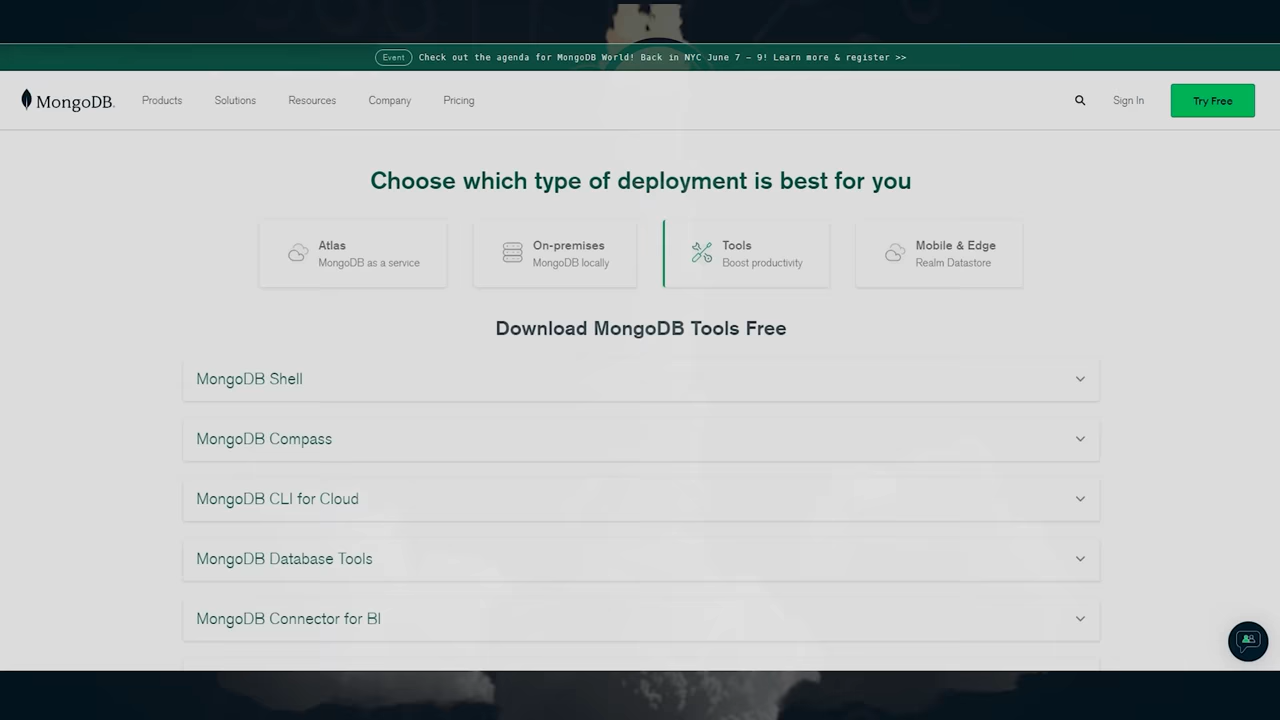 Event Check out the agenda for MongoDB World! Back in NYC June 7 – 9! Learn more & register >>
MongoDB. Products Solutions Resources Company Pricing Sign In Try Free
Choose which type of deployment is best for you
Atlas
MongoDB as a service
On-premises
MongoDB locally
Tools
Boost productivity
Mobile & Edge
Realm Datastore
Download MongoDB Tools Free
MongoDB Shell
MongoDB Compass
MongoDB CLI for Cloud
MongoDB Database Tools
MongoDB Connector for BI